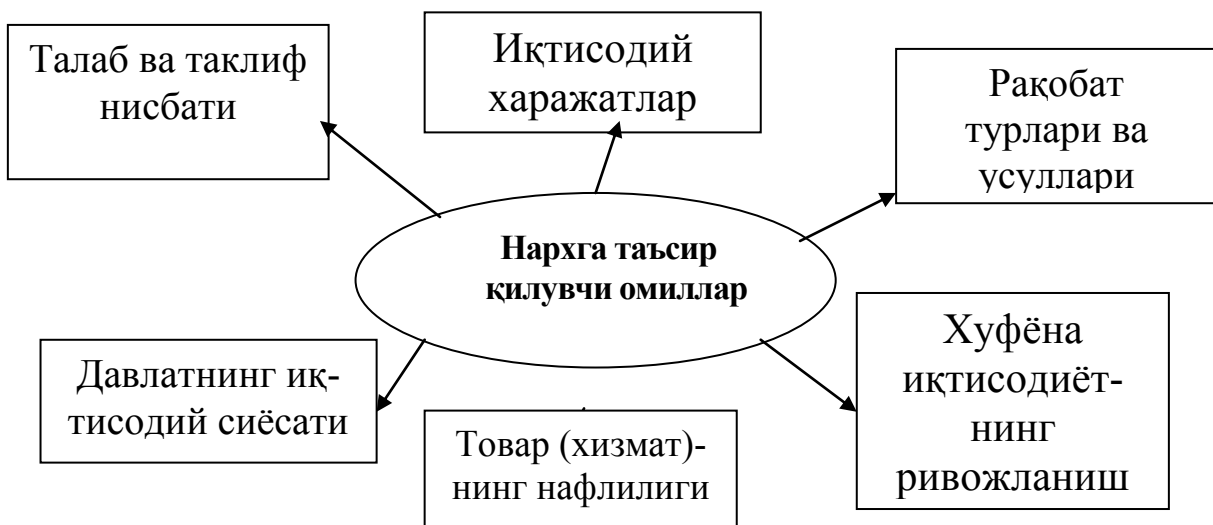 Талаб ва таклиф
нисбати
Иқтисодий
харажатлар
Рақобат
турлари ва
усуллари
Нархга таъсир
қилувчи омиллар
Давлатнинг иқ-
тисодий сиёсати
Товар (хизмат)-
нинг нафлилиги
Хуфёна
иқтисодиёт-
нинг
ривожланиш